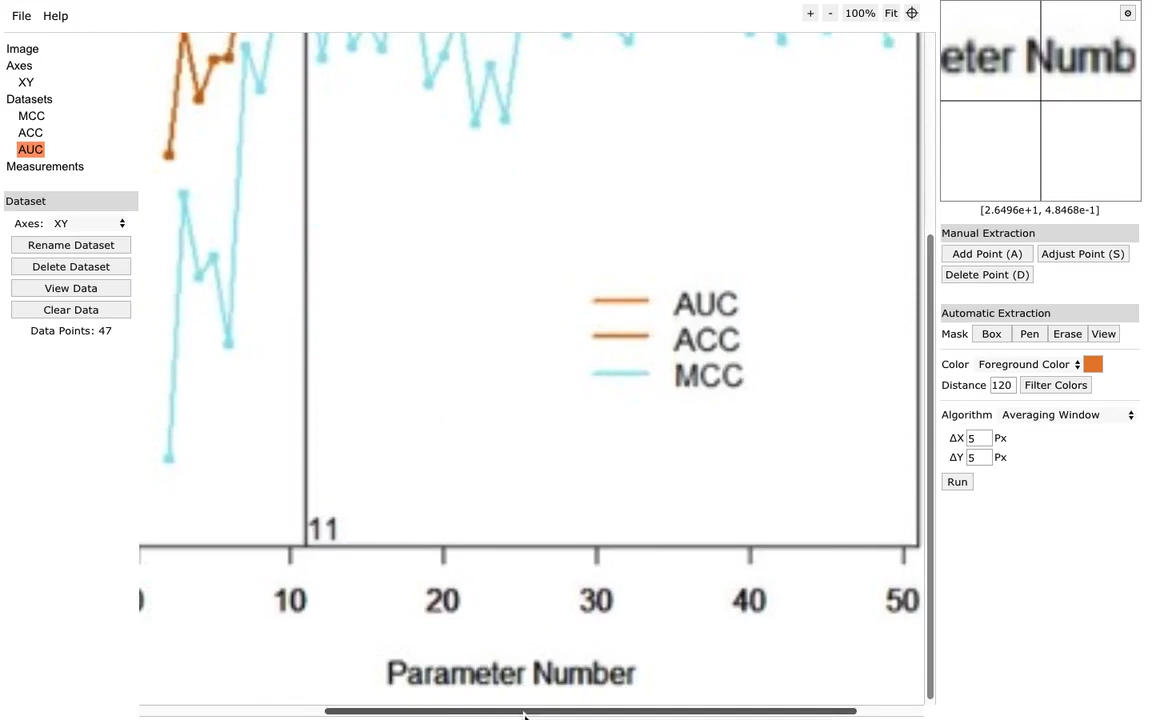 File Help
+ - 100% Fit
Image
Axes
XY
Datasets
MCC
ACC
AUC
Measurements
Dataset
Axes: XY
Rename Dataset
Delete Dataset
View Data
Clear Data
Data Points: 47
AUC
ACC
MCC
11
10 20 30 40 50
Parameter Number
eter Numb
[2.6496e+1, 4.8468e-1]
Manual Extraction
Add Point (A) Adjust Point (S)
Delete Point (D)
Automatic Extraction
Mask Box Pen Erase View
Color Foreground Color
Distance 120 Filter Colors
Algorithm Averaging Window
ΔX 5 Px
ΔY 5 Px
Run